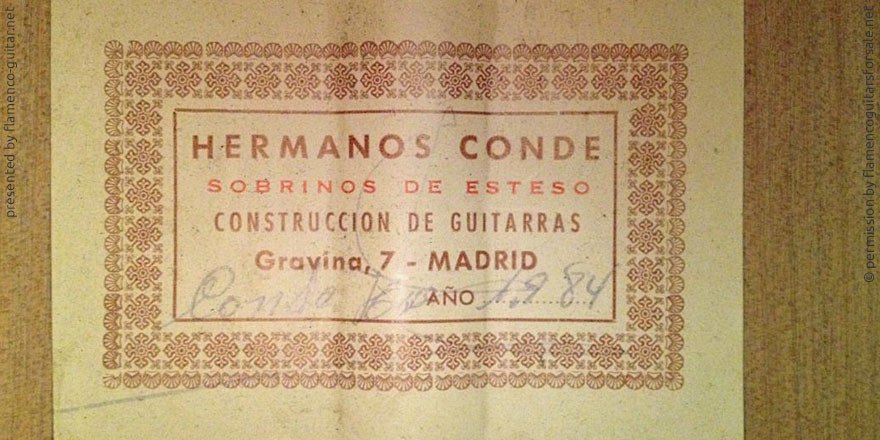 HERMANOS CONDE
SOBRINOS DE ESTESO
CONSTRUCCION DE GUITARRAS
Gravina, 7 - MADRID
Conde
AÑO 1984
presented by flamenco-guitar.net
© permission by flamencoguitarsforsale.net